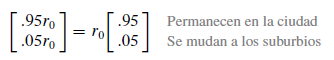 [.95r₀ .05r₀] = r₀[.95 .05]
Permanecen en la ciudad
Se mudan a los suburbios